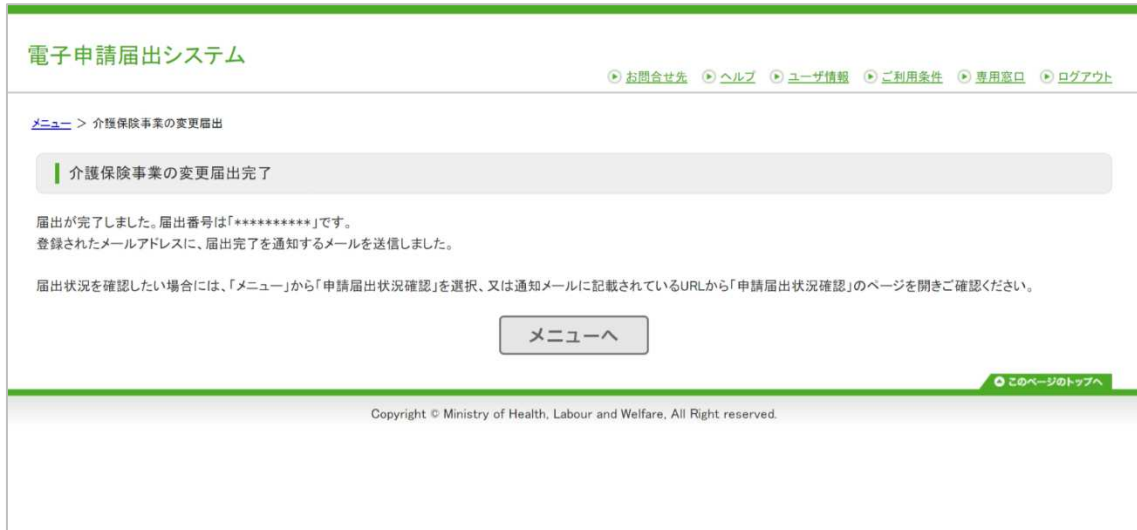 電子申請届出システム
お問合せ先 ヘルプ ユーザ情報 ご利用条件 専用窓口 ログアウト
メニュー > 介護保険事業の変更届出
介護保険事業の変更届出完了
届出が完了しました。届出番号は「**********」です。
登録されたメールアドレスに、届出完了を通知するメールを送信しました。
届出状況を確認したい場合には、「メニュー」から「申請届出状況確認」を選択、又は通知メールに記載されているURLから「申請届出状況確認」のページを開きご確認ください。
メニューへ
このページのトップへ
Copyright © Ministry of Health, Labour and Welfare, All Right reserved.